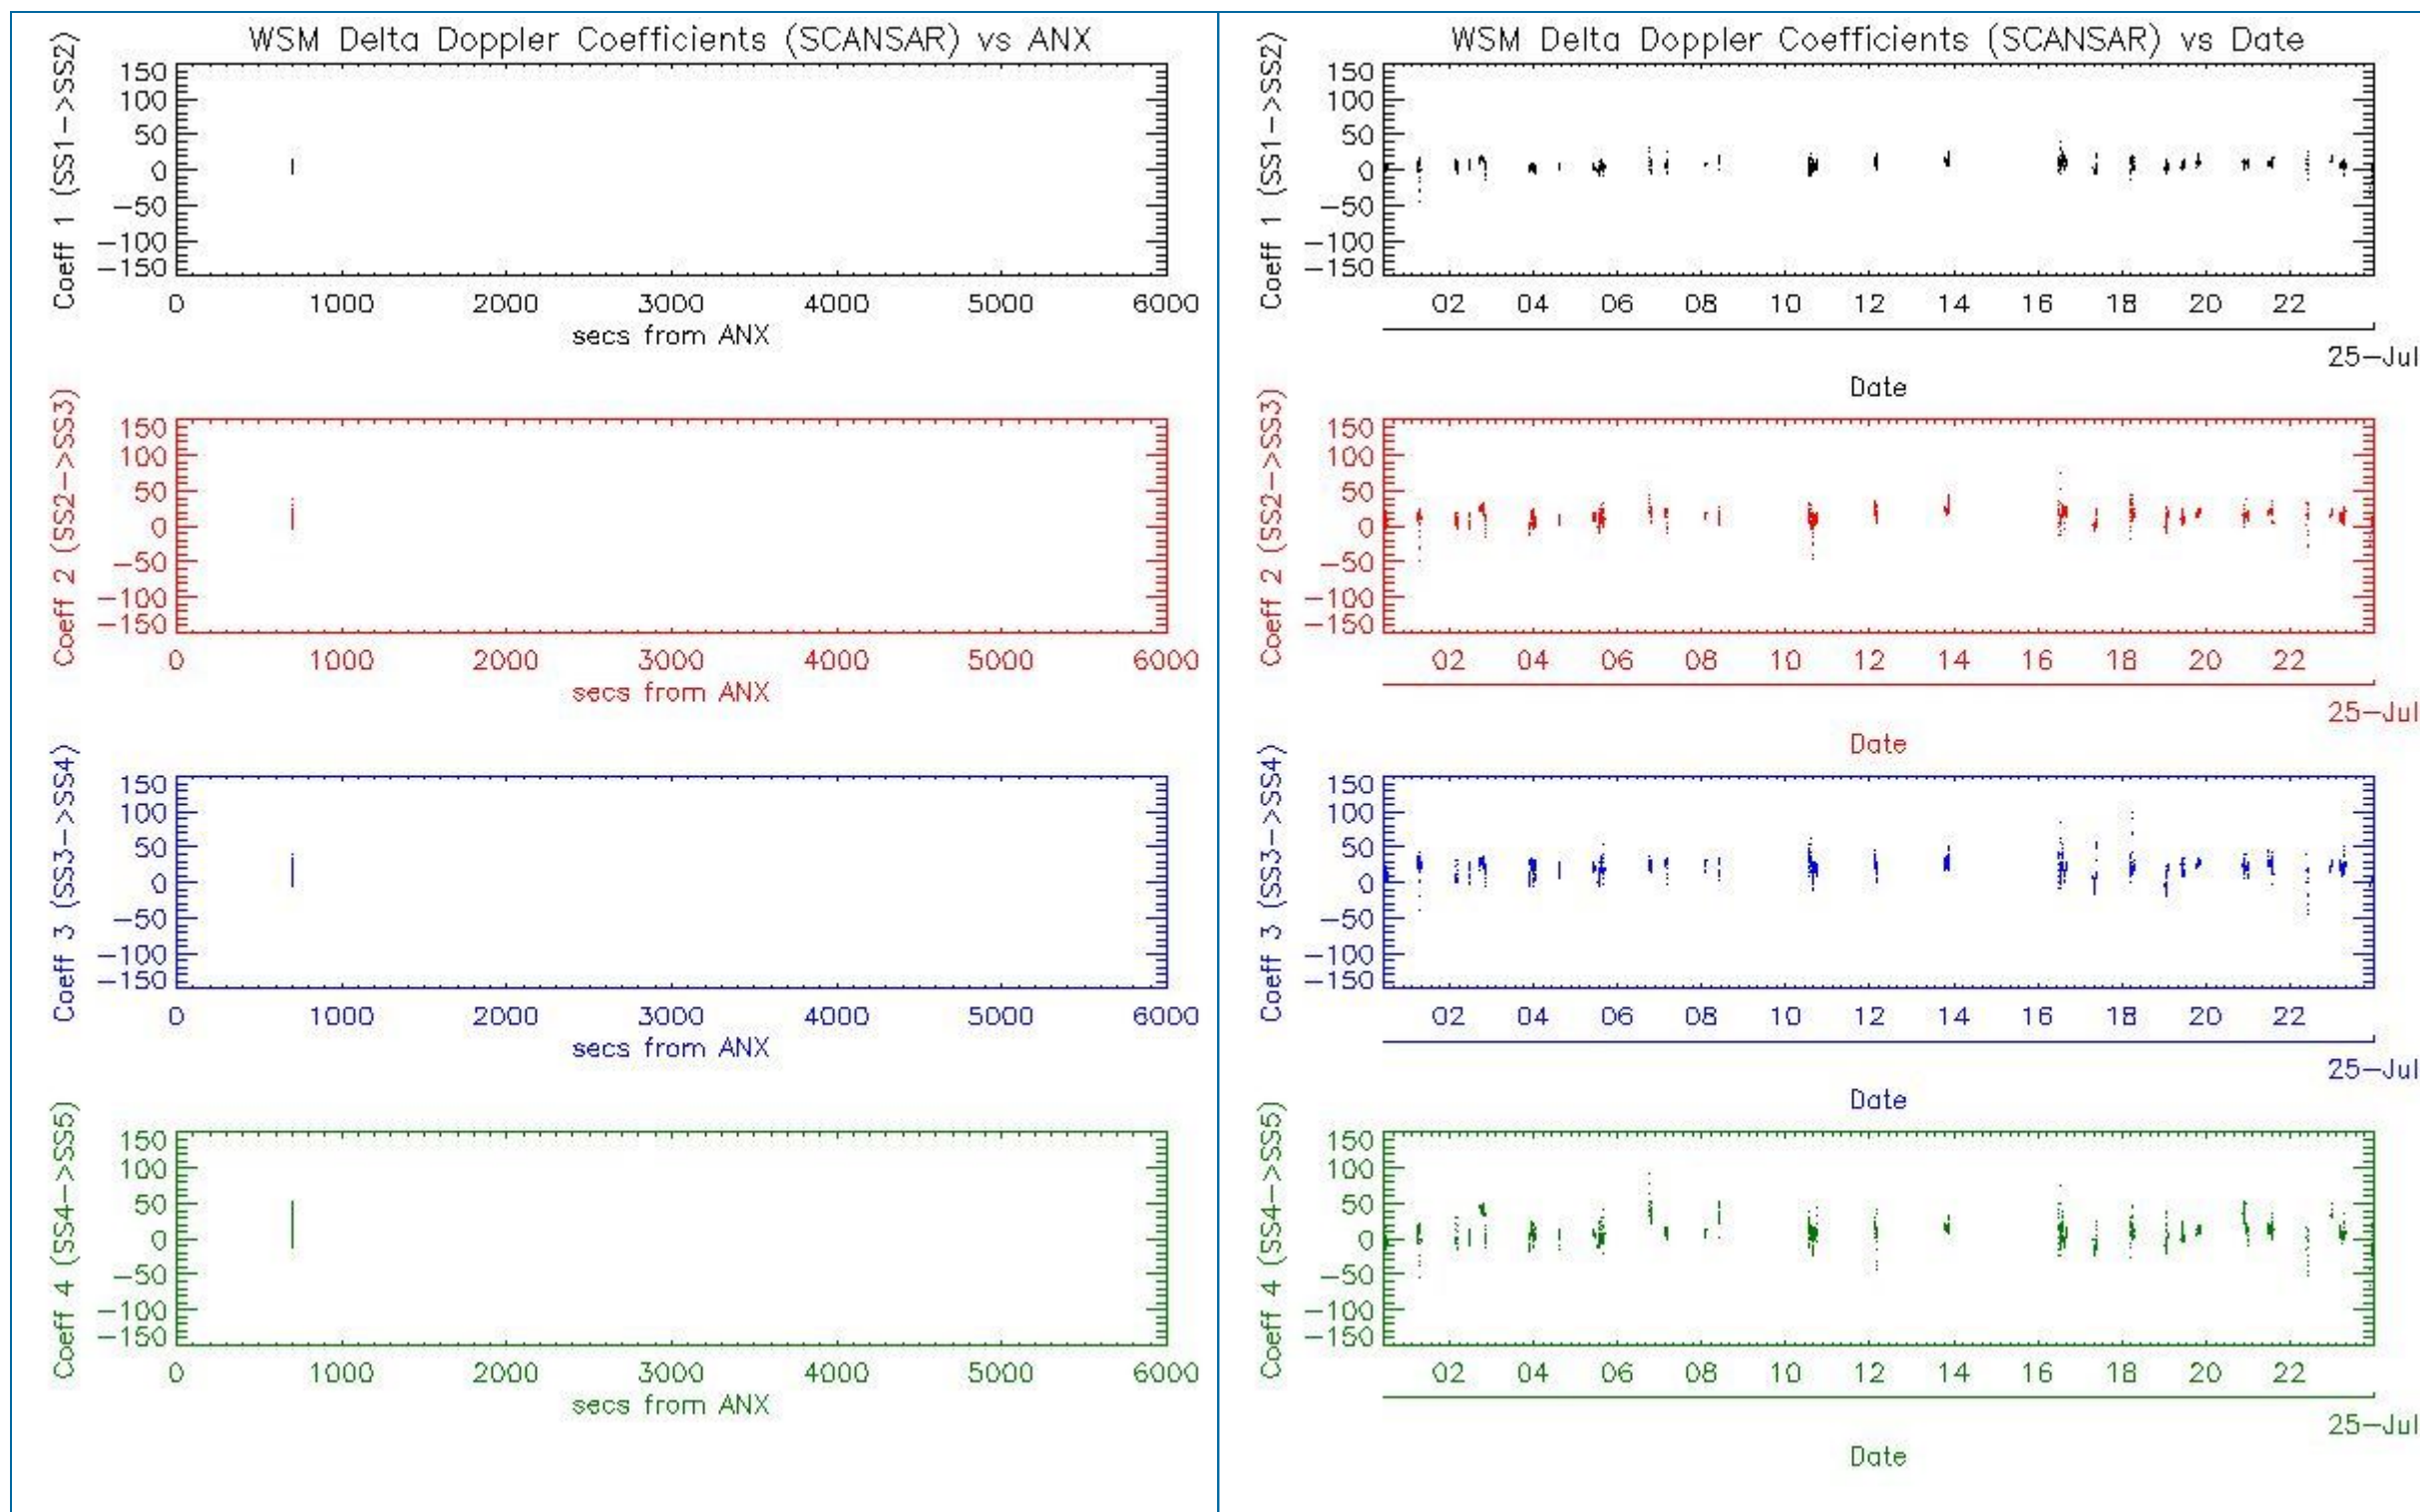 WSM Delta Doppler Coefficients (SCANSAR) vs ANX
Coeff 1 (SS1->SS2)
150
100
50
0
-50
-100
-150
0 1000 2000 3000 4000 5000 6000
secs from ANX
Coeff 2 (SS2->SS3)
150
100
50
0
-50
-100
-150
0 1000 2000 3000 4000 5000 6000
secs from ANX
Coeff 3 (SS3->SS4)
150
100
50
0
-50
-100
-150
0 1000 2000 3000 4000 5000 6000
secs from ANX
Coeff 4 (SS4->SS5)
150
100
50
0
-50
-100
-150
0 1000 2000 3000 4000 5000 6000
secs from ANX
WSM Delta Doppler Coefficients (SCANSAR) vs Date
Coeff 1 (SS1->SS2)
150
100
50
0
-50
-100
-150
02 04 06 08 10 12 14 16 18 20 22
25-Jul
Date
Coeff 2 (SS2->SS3)
150
100
50
0
-50
-100
-150
02 04 06 08 10 12 14 16 18 20 22
25-Jul
Date
Coeff 3 (SS3->SS4)
150
100
50
0
-50
-100
-150
02 04 06 08 10 12 14 16 18 20 22
25-Jul
Date
Coeff 4 (SS4->SS5)
150
100
50
0
-50
-100
-150
02 04 06 08 10 12 14 16 18 20 22
25-Jul
Date